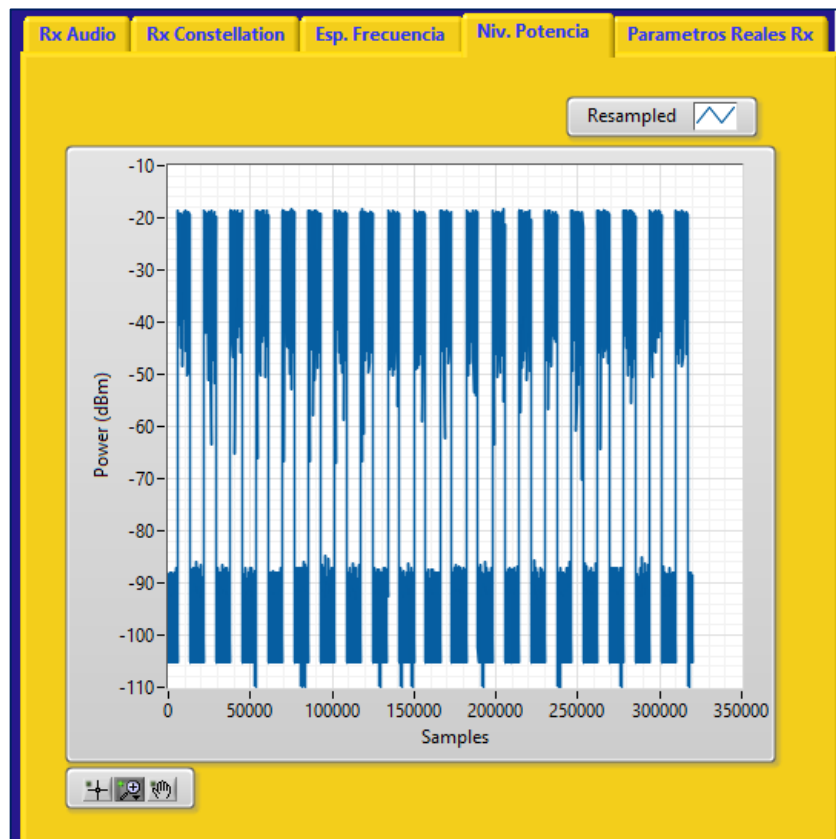 Rx Audio Rx Constellation Esp. Frecuencia Niv. Potencia Parametros Reales Rx
Resampled
Power (dBm)
-10
-20
-30
-40
-50
-60
-70
-80
-90
-100
-110
0 50000 100000 150000 200000 250000 300000 350000
Samples